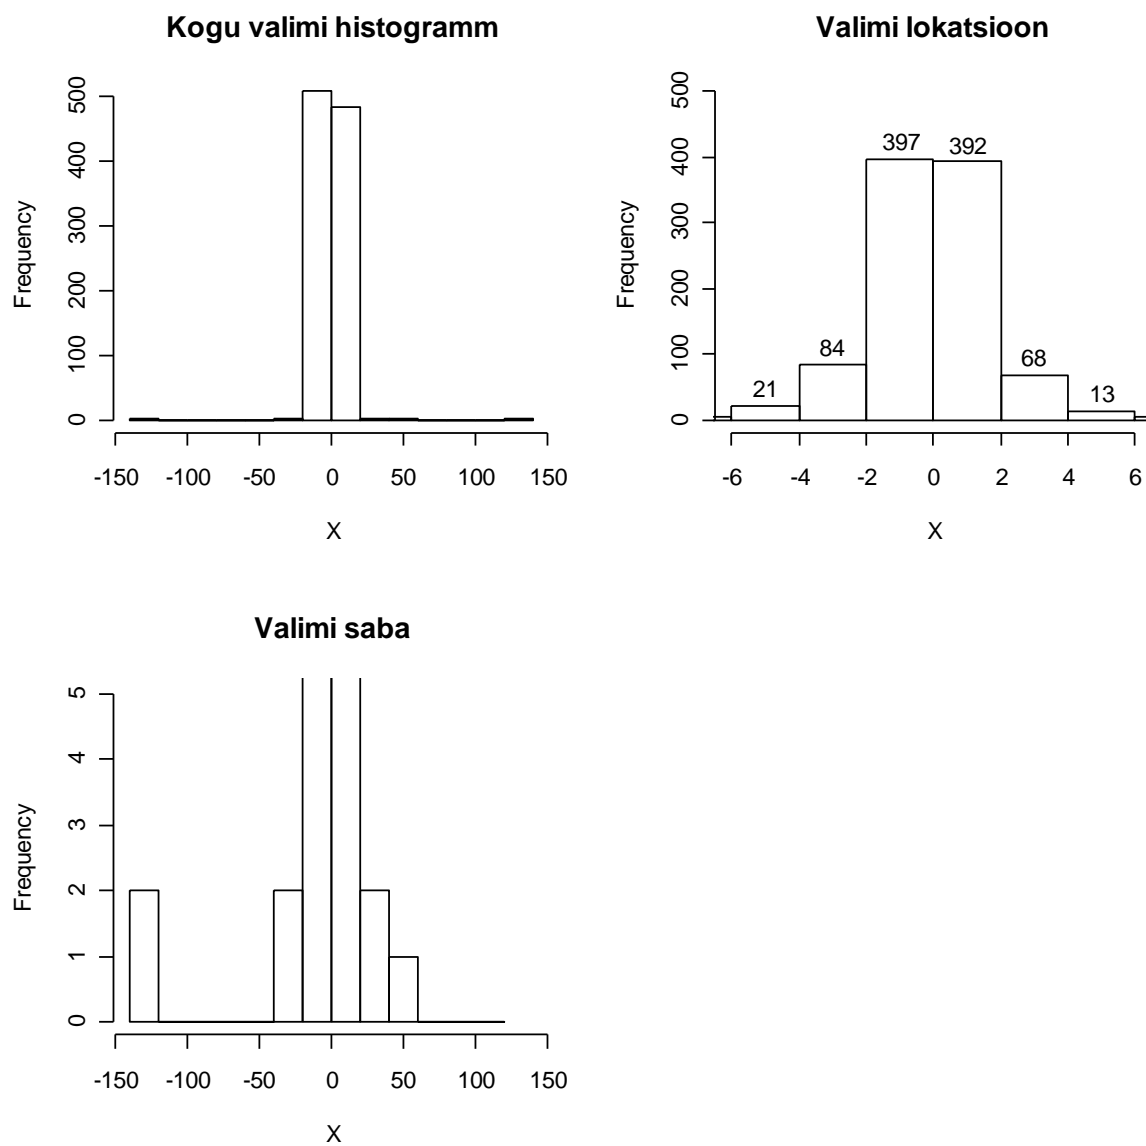 Kogu valimi histogramm
Frequency
0 100 200 300 400 500
-150 -100 -50 0 50 100 150
X
Valimi lokatsioon
Frequency
0 100 200 300 400 500
21 84 397 392 68 13
-6 -4 -2 0 2 4 6
X
Valimi saba
Frequency
0 1 2 3 4 5
-150 -100 -50 0 50 100 150
X